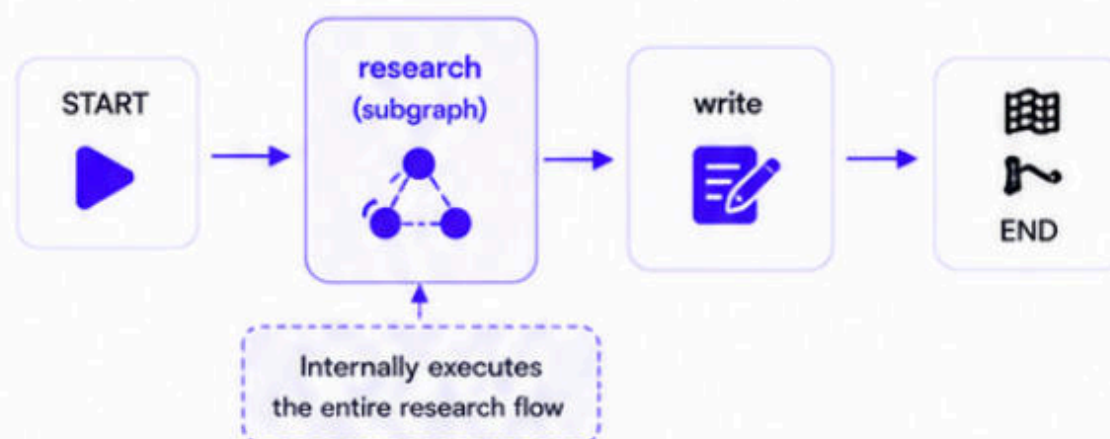 START
research
(subgraph)
write
END
Internally executes
the entire research flow